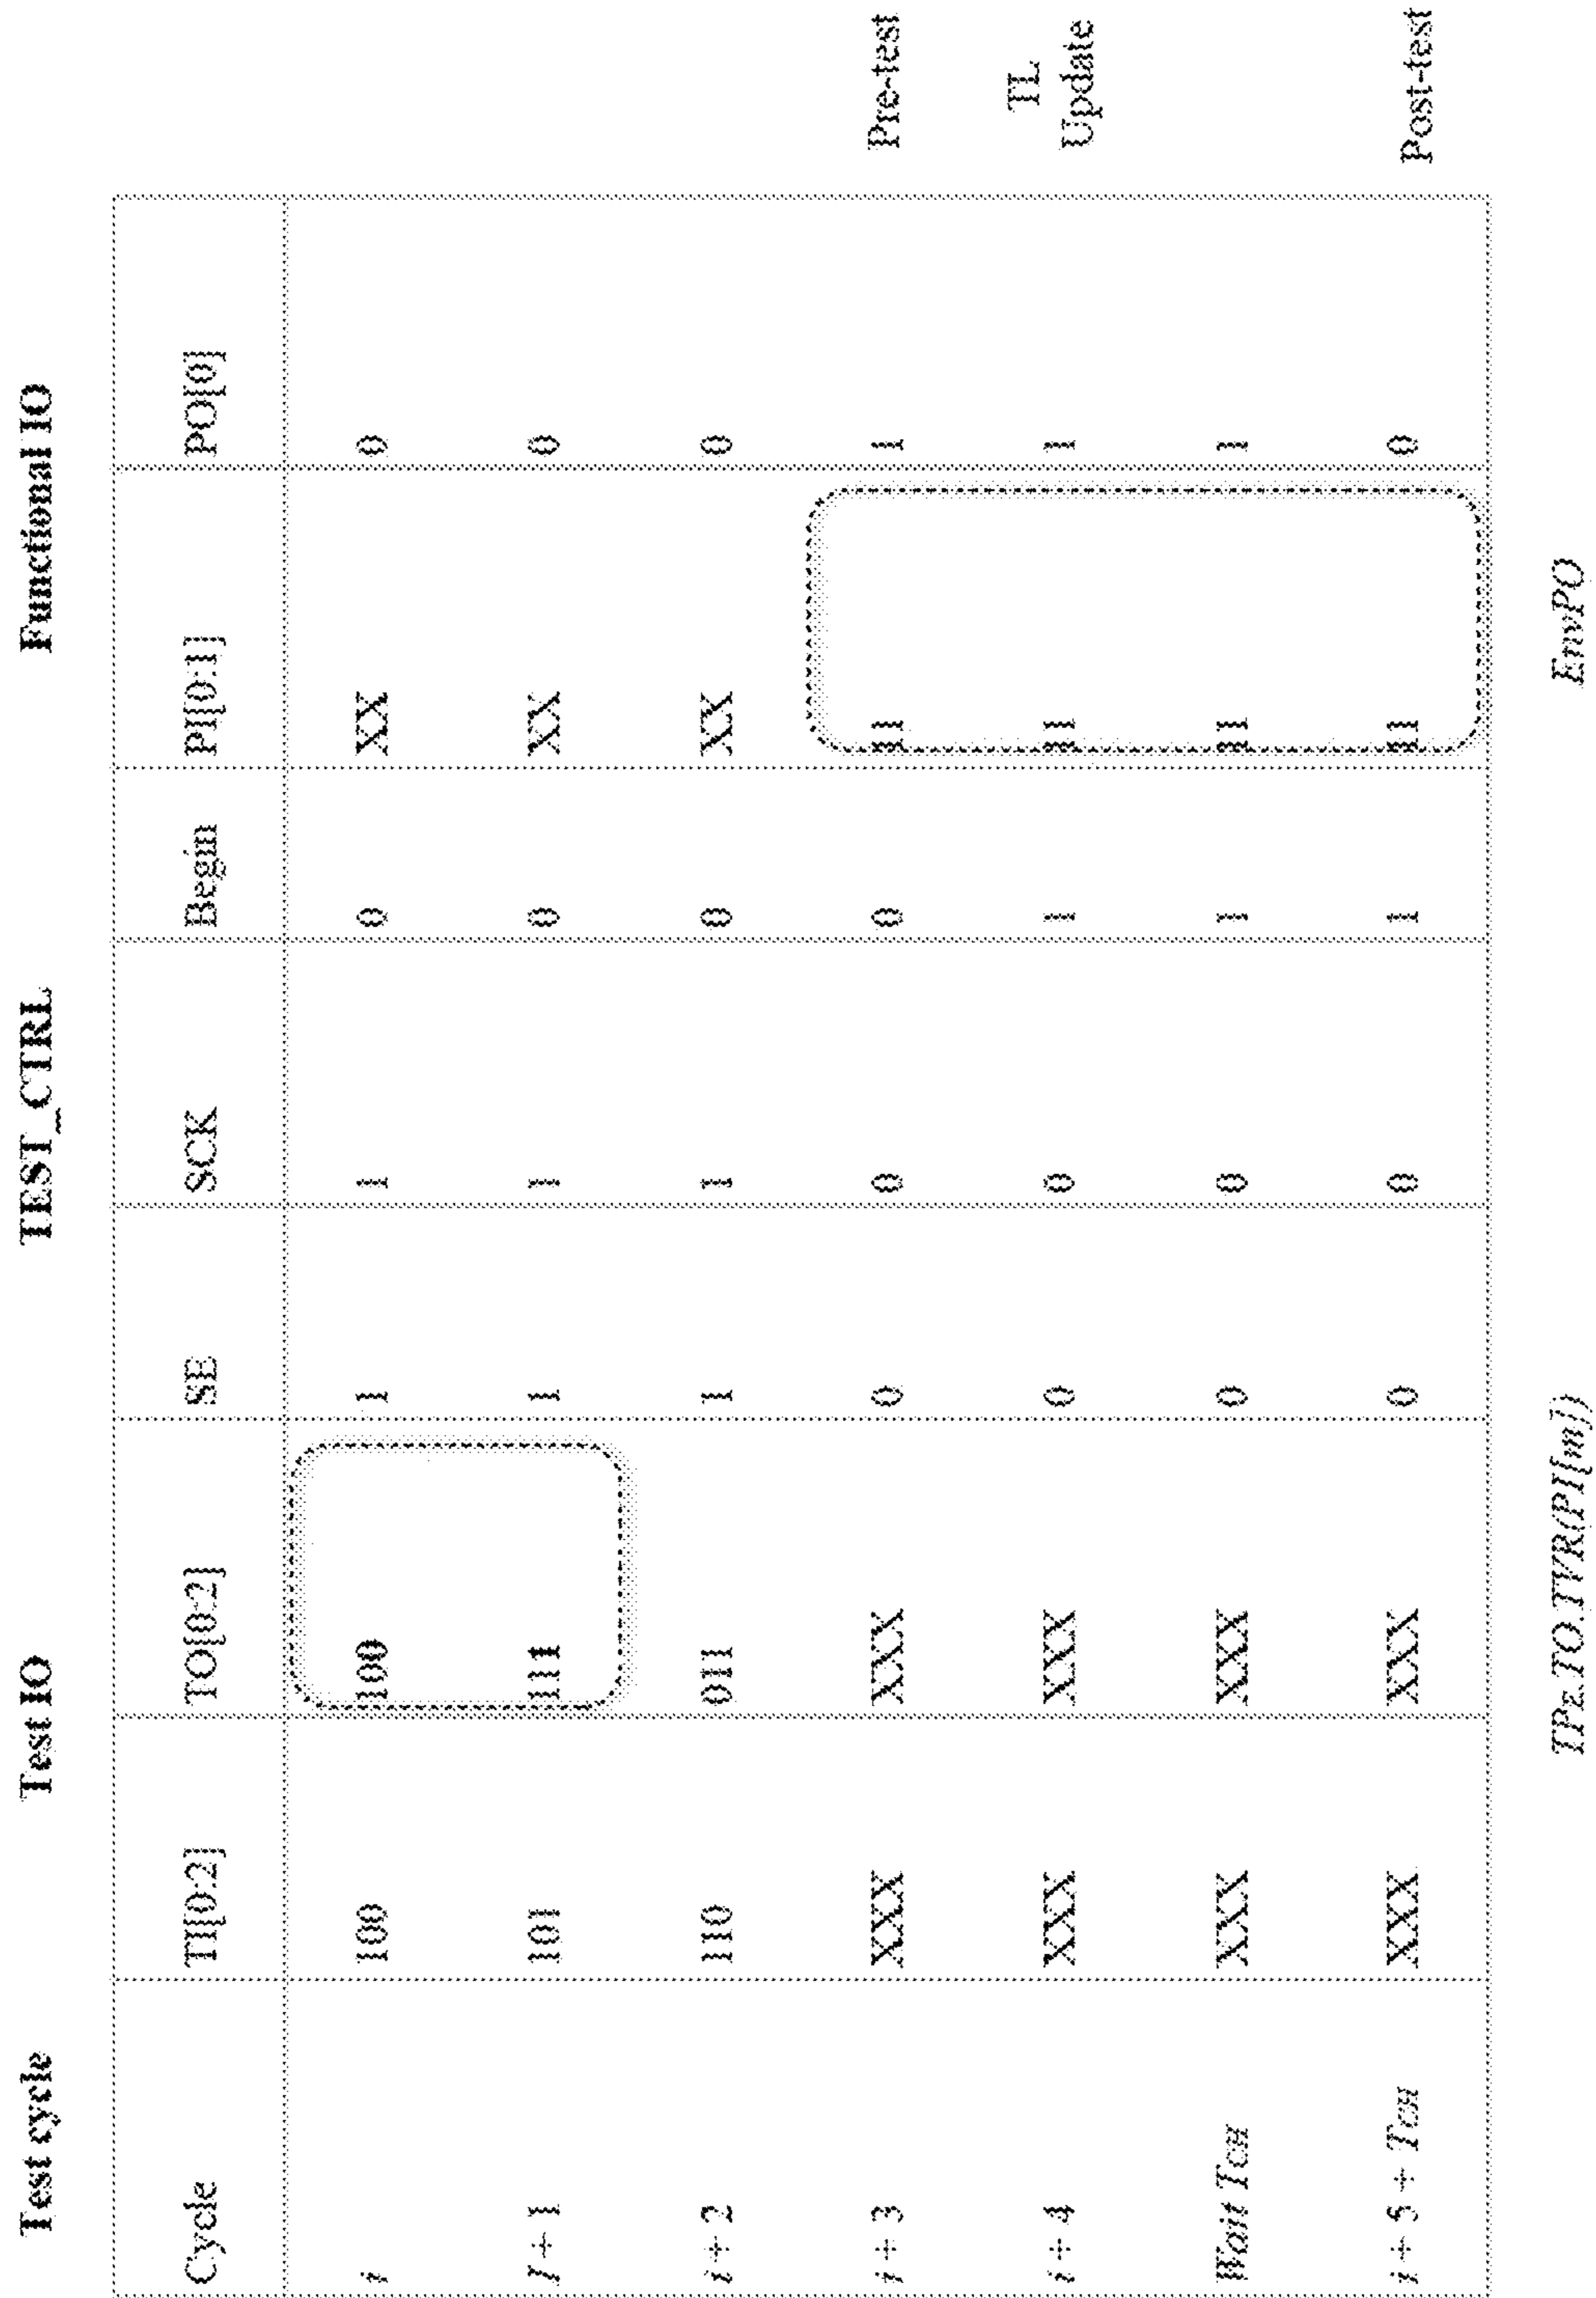 Test cycle Test IO TEST_CTRL Functional IO
Cycle TI[0:2] TO[0:2] SE SCK Begin PI[0:1] PO[0]
i 100 100 1 1 0 XX 0
I + 1 101 111 1 1 0 XX 0
i + 2 110 011 1 1 0 XX 0
i + 3 XXX XXX 0 0 0 11 1 Pre-test
i + 4 XXX XXX 0 0 1 11 1 TL Update
Wait TCH XXX XXX 0 0 1 11 1
i + 5 + TCH XXX XXX 0 0 1 11 0 Post-test
TPE.TO.TVR(PI[m]) EnvPO